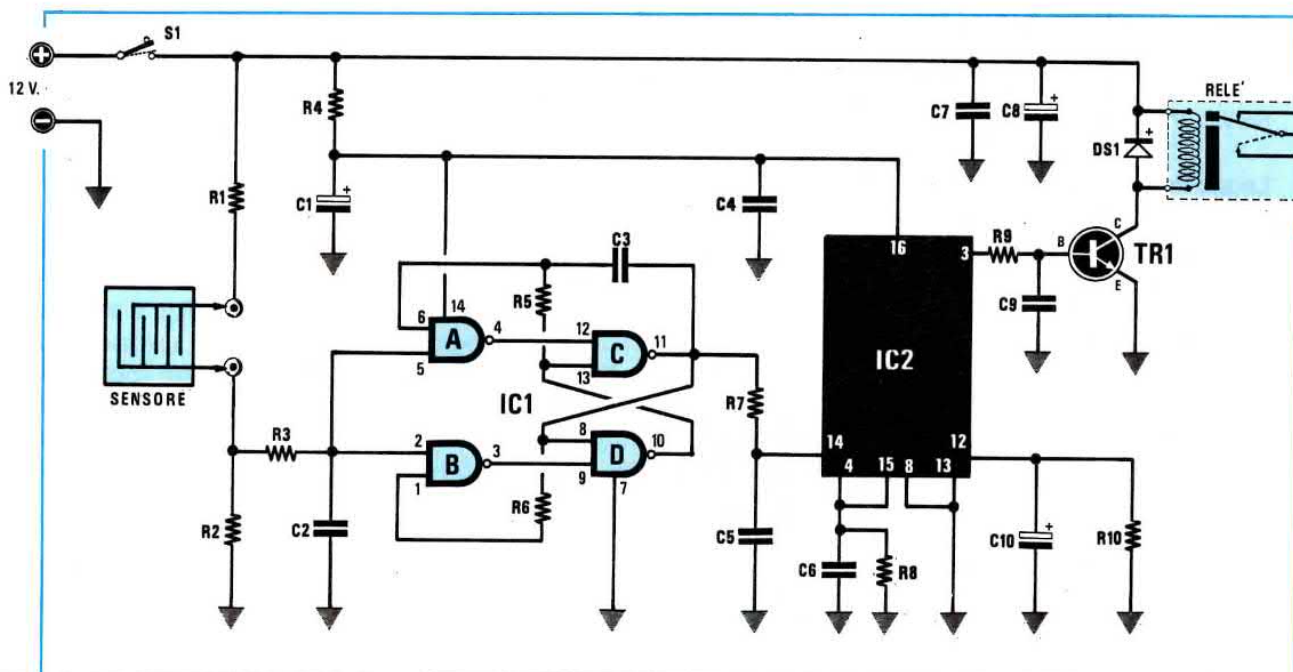 S1
12 V.
R1
SENSORE
R2
R3
C2
R4
C1
C4
C3
R5
6
14
A
4
5
12
C
11
13
IC1
2
B
3
1
8
D
10
9
7
R6
R7
C5
C7
C8
+
RELE'
DS1
+
16
3
R9
B
C
E
TR1
C9
IC2
14
4
15
8
13
12
C6
R8
C10
+
R10
+